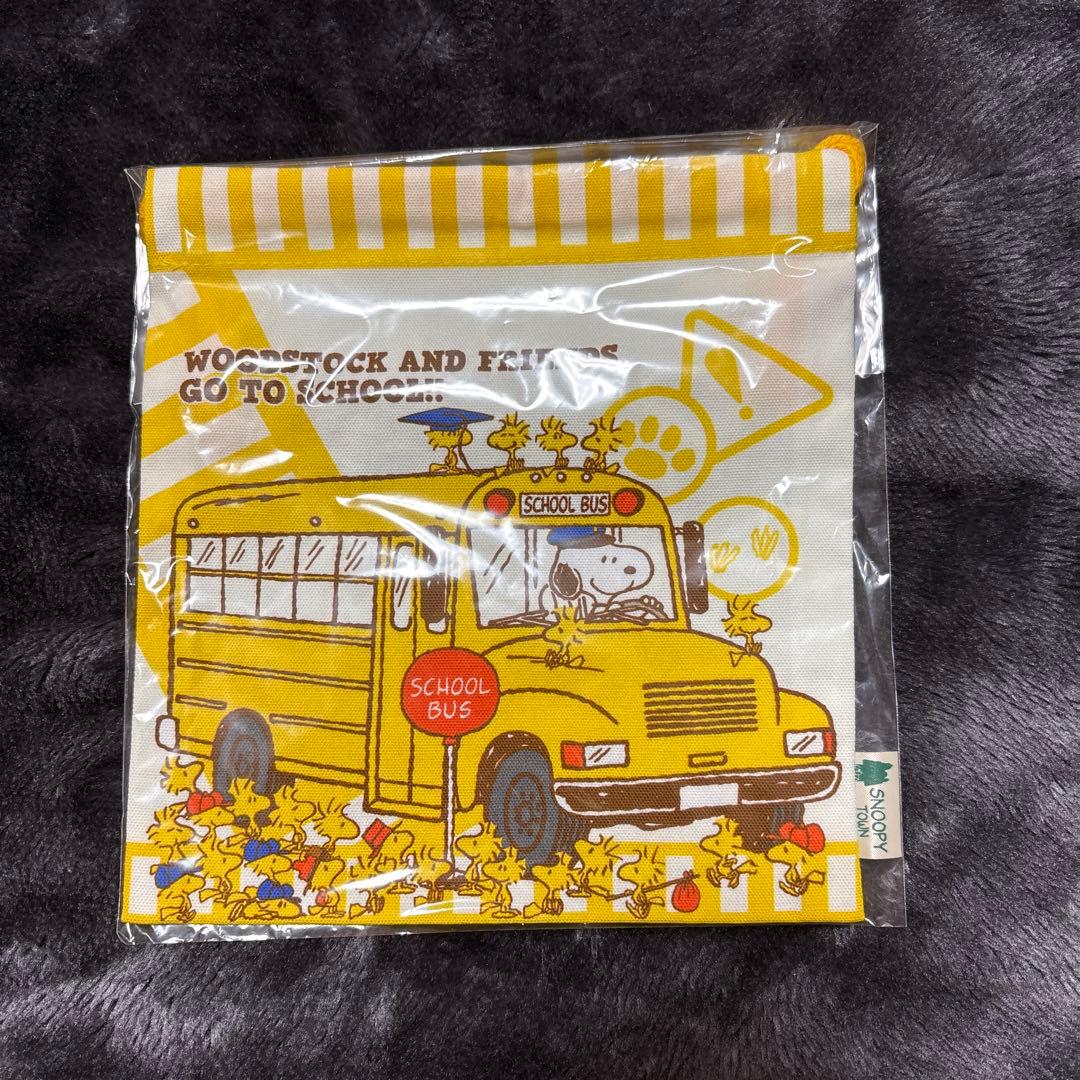 WOODSTOCK AND FRIENDS
GO TO SCHOOL!!
SCHOOL BUS
SCHOOL
BUS
SNOOPY
TOWN